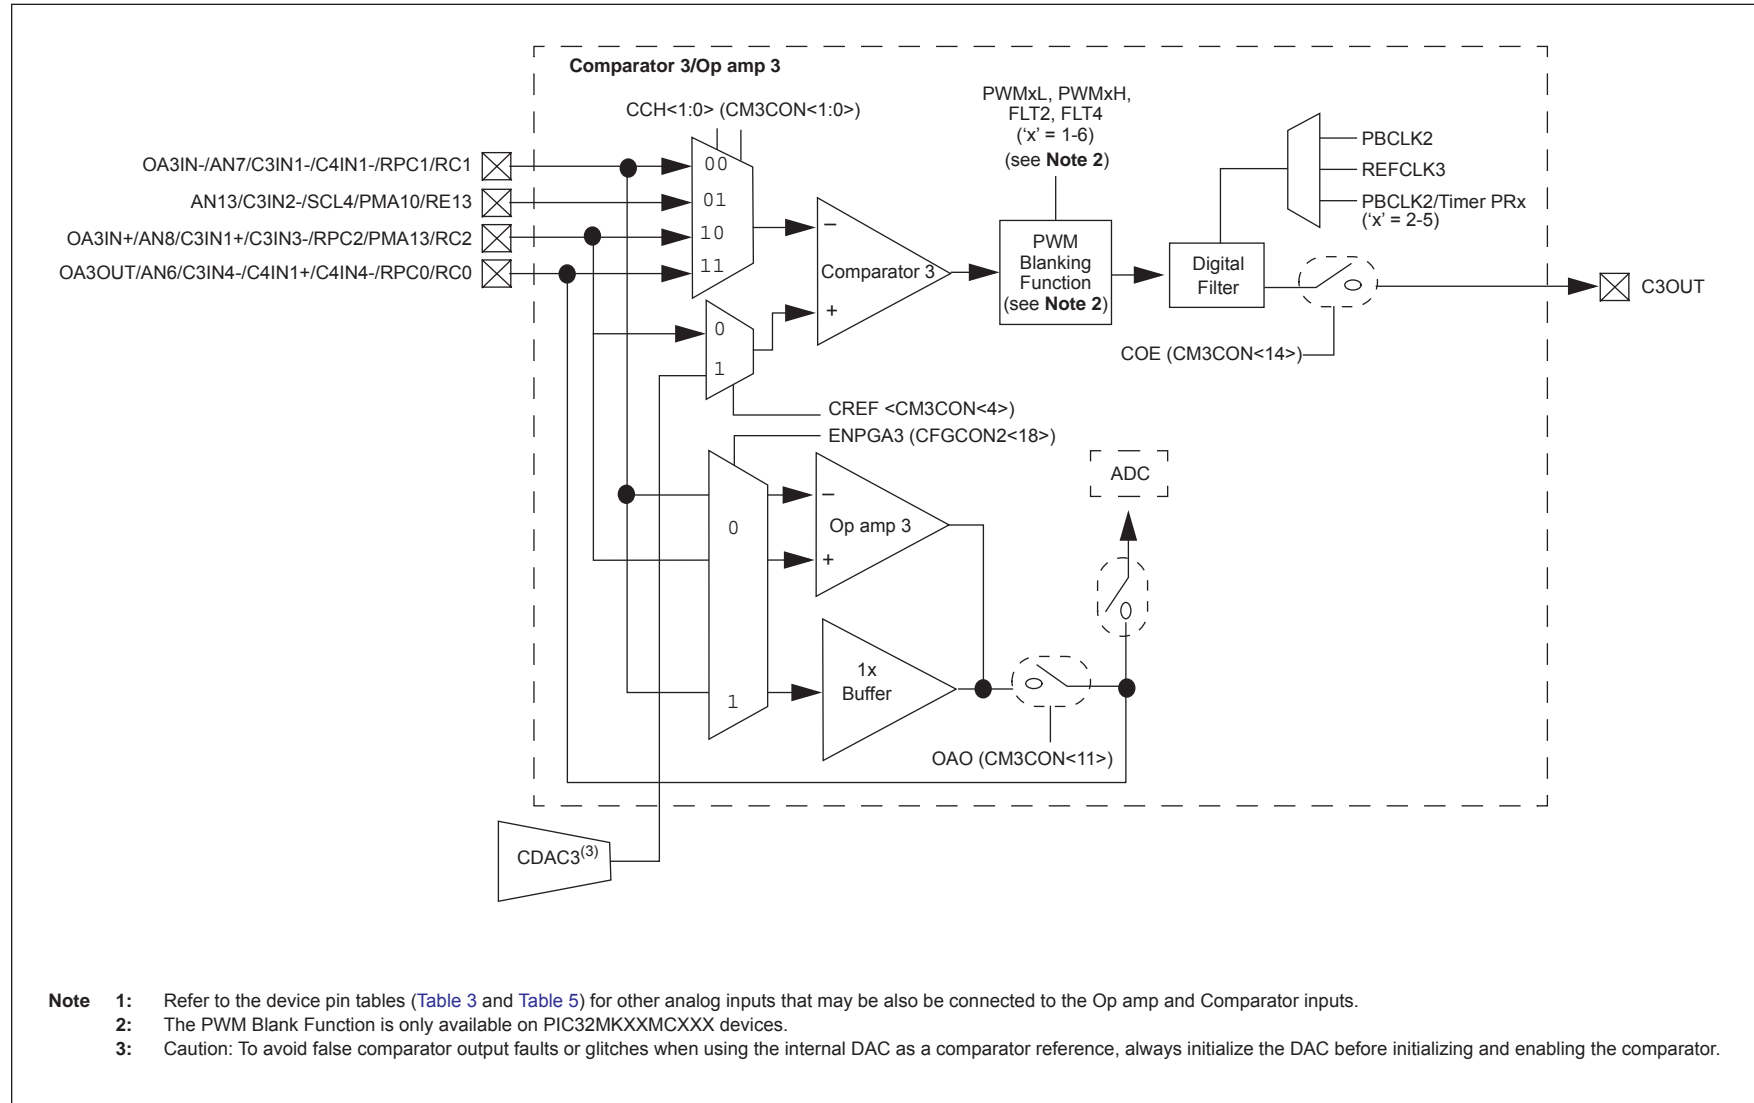 Comparator 3/Op amp 3
CCH<1:0> (CM3CON<1:0>)
PWMxL, PWMxH,
FLT2, FLT4
('x' = 1-6)
(see Note 2)
PBCLK2
REFCLK3
PBCLK2/Timer PRx
('x' = 2-5)
OA3IN-/AN7/C3IN1-/C4IN1-/RPC1/RC1
AN13/C3IN2-/SCL4/PMA10/RE13
OA3IN+/AN8/C3IN1+/C3IN3-/RPC2/PMA13/RC2
OA3OUT/AN6/C3IN4-/C4IN1+/C4IN4-/RPC0/RC0
00
01
10
11
–
Comparator 3
+
PWM
Blanking
Function
(see Note 2)
Digital
Filter
C3OUT
COE (CM3CON<14>)
0
1
CREF <CM3CON<4>)
ENPGA3 (CFGCON2<18>)
0
1
–
Op amp 3
+
ADC
1x
Buffer
OAO (CM3CON<11>)
CDAC3(3)
Note 1: Refer to the device pin tables (Table 3 and Table 5) for other analog inputs that may be also be connected to the Op amp and Comparator inputs.
2: The PWM Blank Function is only available on PIC32MKXXMCXXX devices.
3: Caution: To avoid false comparator output faults or glitches when using the internal DAC as a comparator reference, always initialize the DAC before initializing and enabling the comparator.